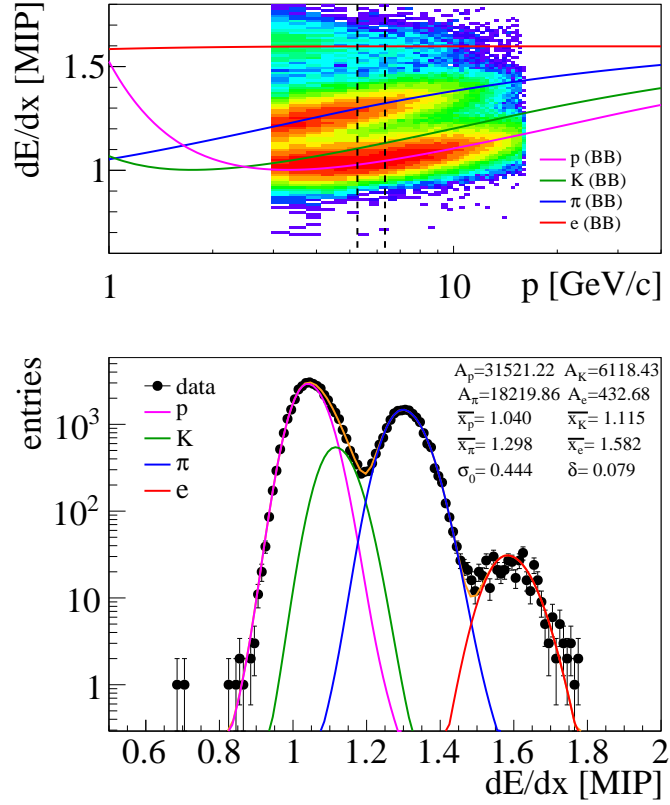 dE/dx [MIP]
1.5
1
p (BB)
K (BB)
π (BB)
e (BB)
1 10 p [GeV/c]
entries
10³
10²
10
1
data
p
K
π
e
A_p=31521.22 A_K=6118.43
A_π=18219.86 A_e=432.68
x̄_p= 1.040 x̄_K= 1.115
x̄_π= 1.298 x̄_e= 1.582
σ₀= 0.444 δ= 0.079
0.6 0.8 1 1.2 1.4 1.6 1.8 2
dE/dx [MIP]